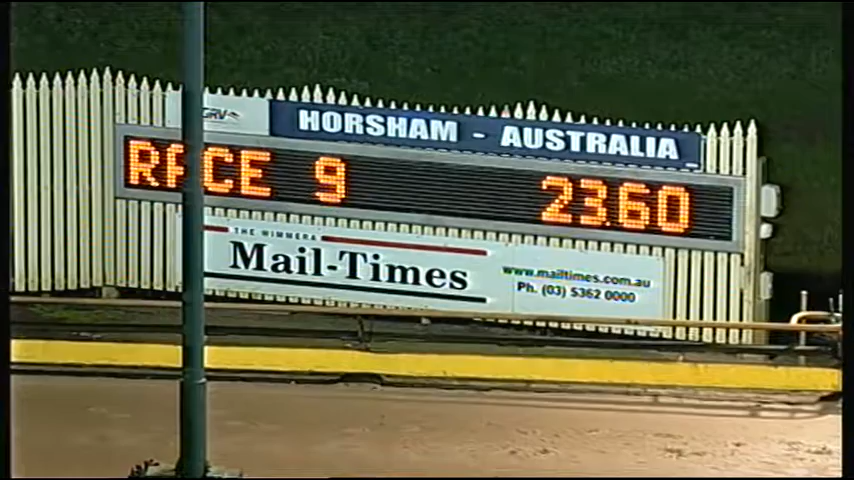 GRV
HORSHAM - AUSTRALIA
RACE 9 23.60
THE WIMMERA
Mail-Times
www.mailtimes.com.au
Ph. (03) 5362 0000